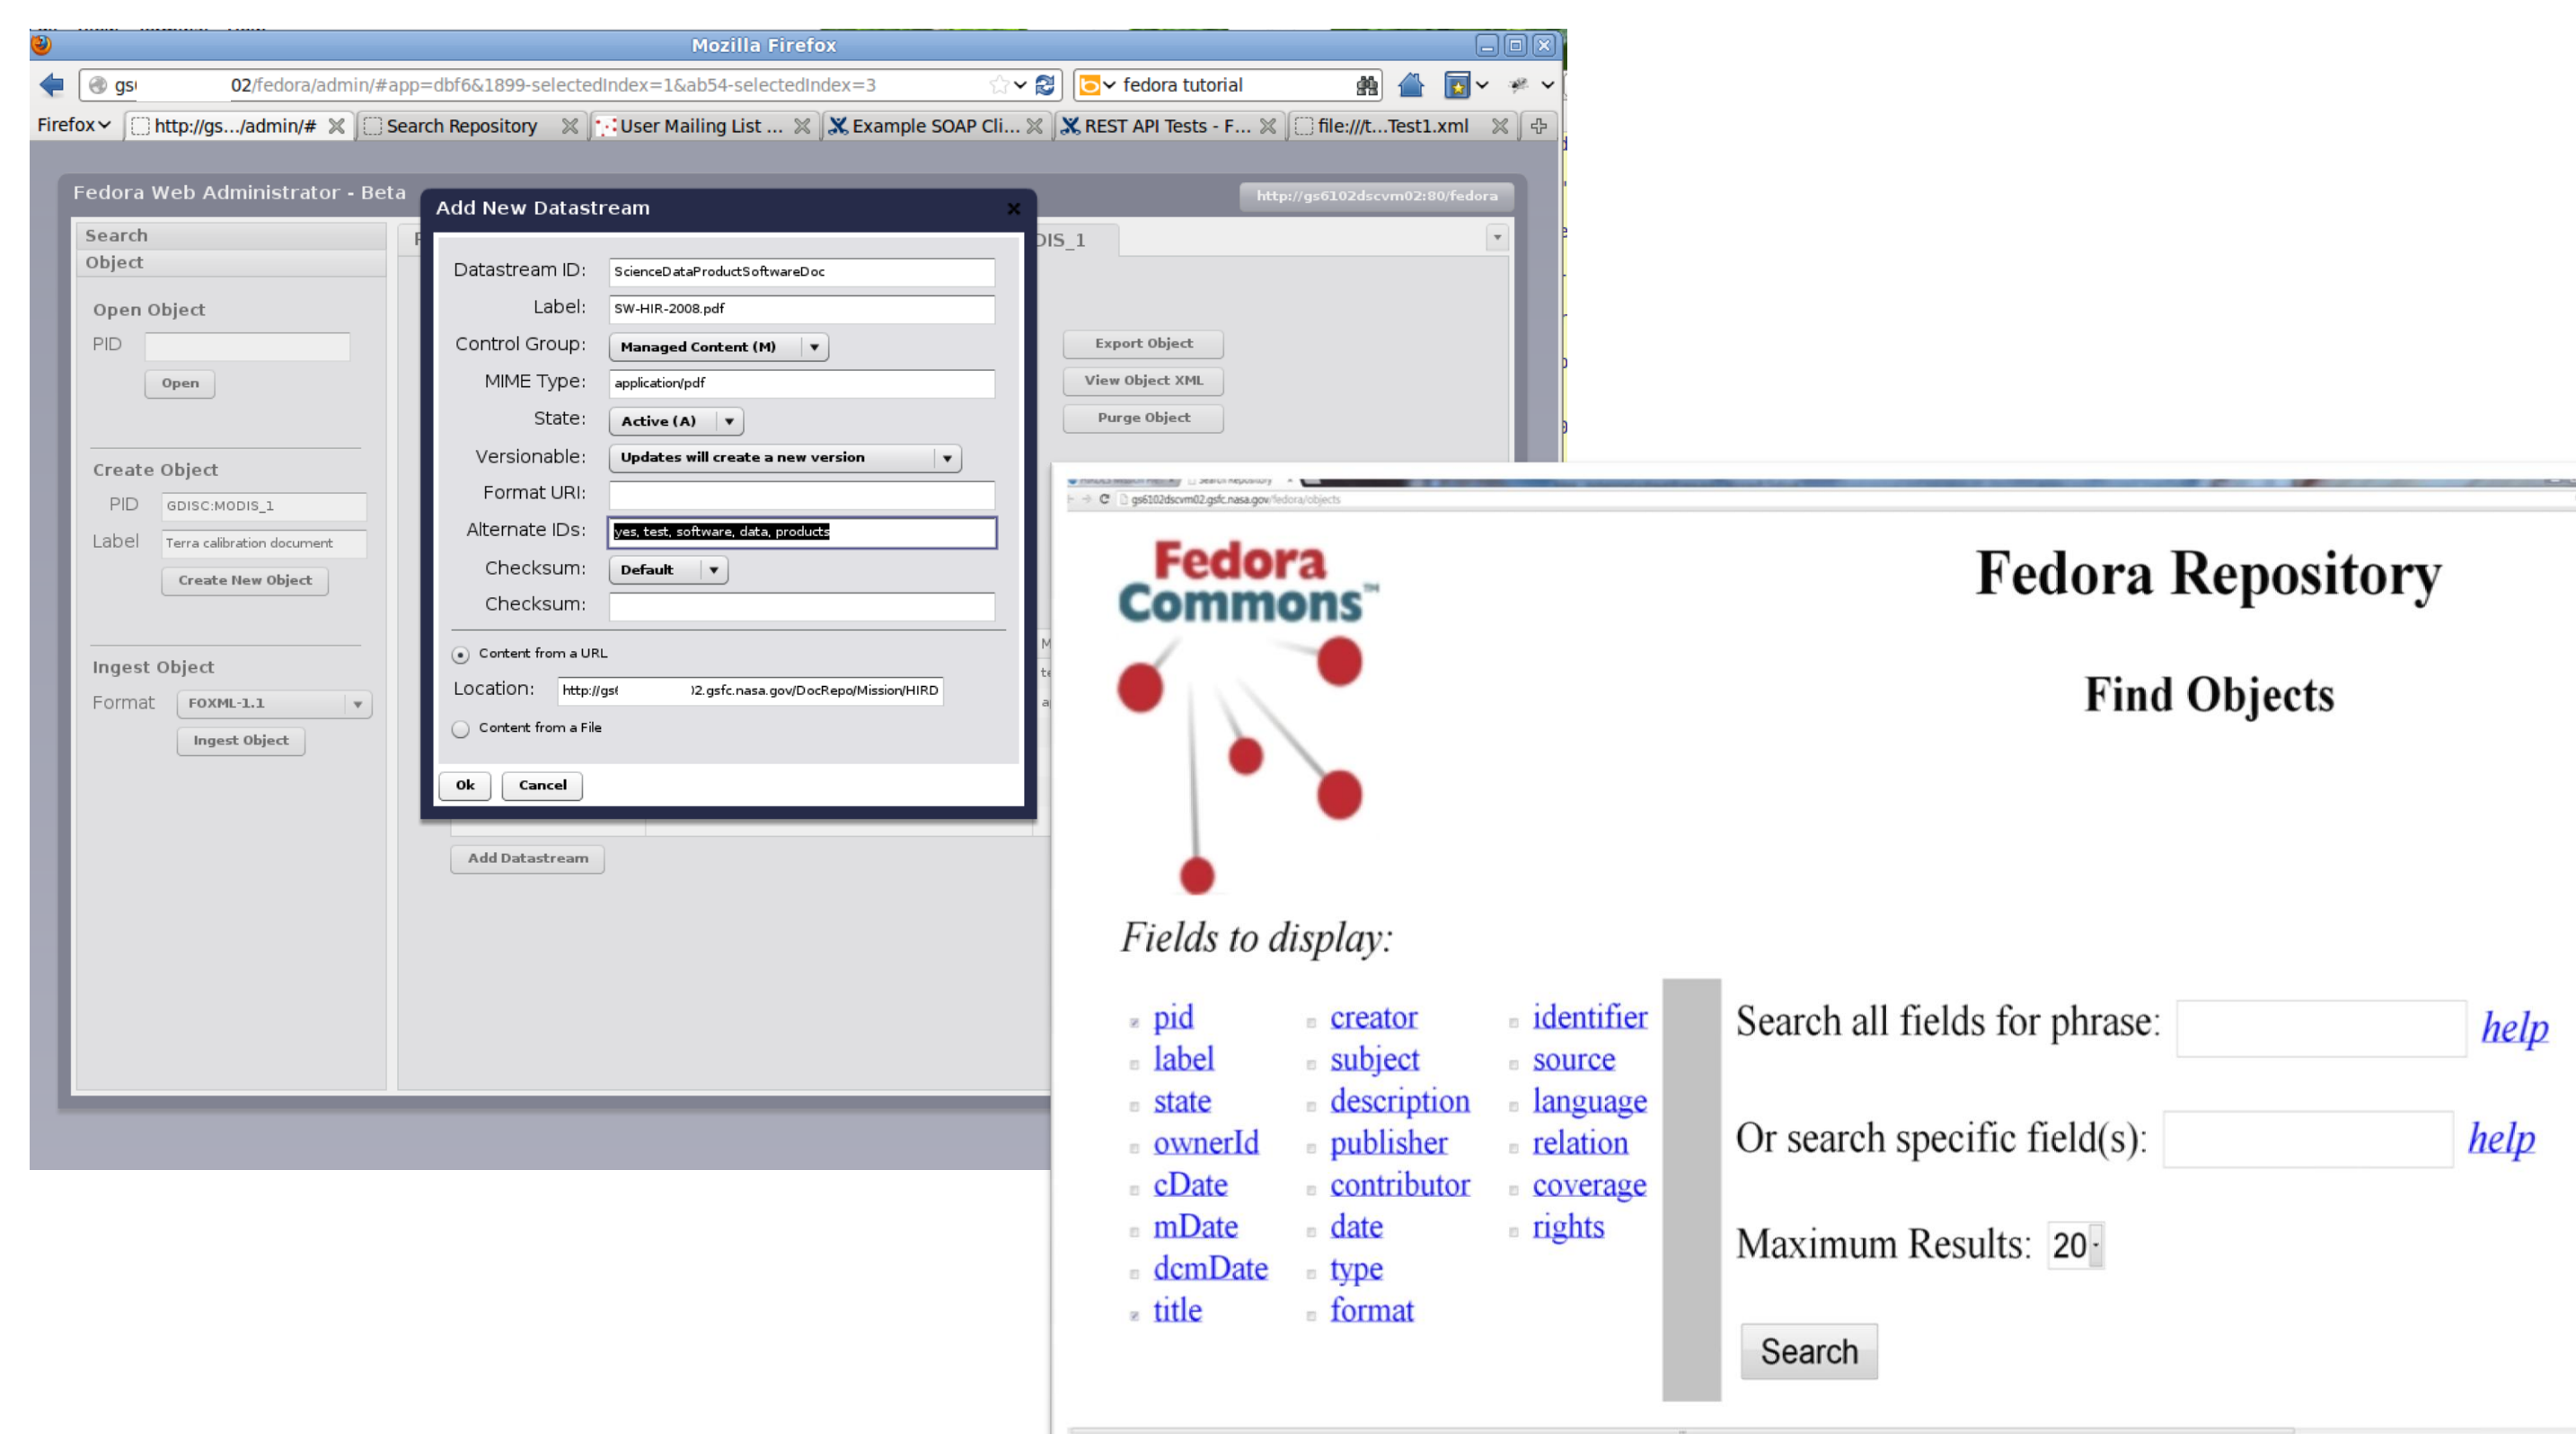 Mozilla Firefox
02/fedora/admin/#app=dbf6&1899-selectedIndex=1&ab54-selectedIndex=3
fedora tutorial
Firefox
http://gs.../admin/#
Search Repository
User Mailing List ...
Example SOAP Cli...
REST API Tests - F...
file:///t...Test1.xml
Fedora Web Administrator - Beta
http://gs6102dscvm02:80/fedora
Search
Object
Open Object
PID
Open
Create Object
PID GDISC:MODIS_1
Label Terra calibration document
Create New Object
Ingest Object
Format FOXML-1.1
Ingest Object
Add New Datastream
Datastream ID: ScienceDataProductSoftwareDoc
Label: SW-HIR-2008.pdf
Control Group: Managed Content (M)
MIME Type: application/pdf
State: Active (A)
Versionable: Updates will create a new version
Format URI:
Alternate IDs: yes, test, software, data, products
Checksum: Default
Checksum:
Content from a URL
Location: http://gs 2.gsfc.nasa.gov/DocRepo/Mission/HIRD
Content from a File
Ok
Cancel
Add Datastream
DIS_1
Export Object
View Object XML
Purge Object
Search Repository
gs6102dscvm02.gsfc.nasa.gov/fedora/objects
Fedora
Commons™
Fedora Repository
Find Objects
Fields to display:
pid creator identifier
label subject source
state description language
ownerId publisher relation
cDate contributor coverage
mDate date rights
dcmDate type
title format
Search all fields for phrase: help
Or search specific field(s): help
Maximum Results: 20
Search